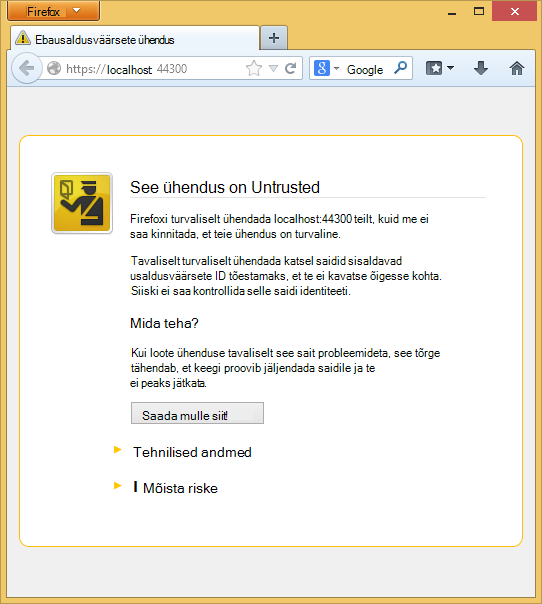 Firefox
Ebausaldusväärsete ühendus
https://localhost:44300
Google
See ühendus on Untrusted
Firefoxi turvaliselt ühendada localhost:44300 teilt, kuid me ei
saa kinnitada, et teie ühendus on turvaline.
Tavaliselt turvaliselt ühendada katsel saidid sisaldavad
usaldusväärsete ID tõestamaks, et te ei kavatse õigesse kohta.
Siiski ei saa kontrollida selle saidi identiteeti.
Mida teha?
Kui loote ühenduse tavaliselt see sait probleemideta, see tõrge
tähendab, et keegi proovib jäljendada saidile ja te
ei peaks jätkata.
Saada mulle siit!
Tehnilised andmed
I Mõista riske